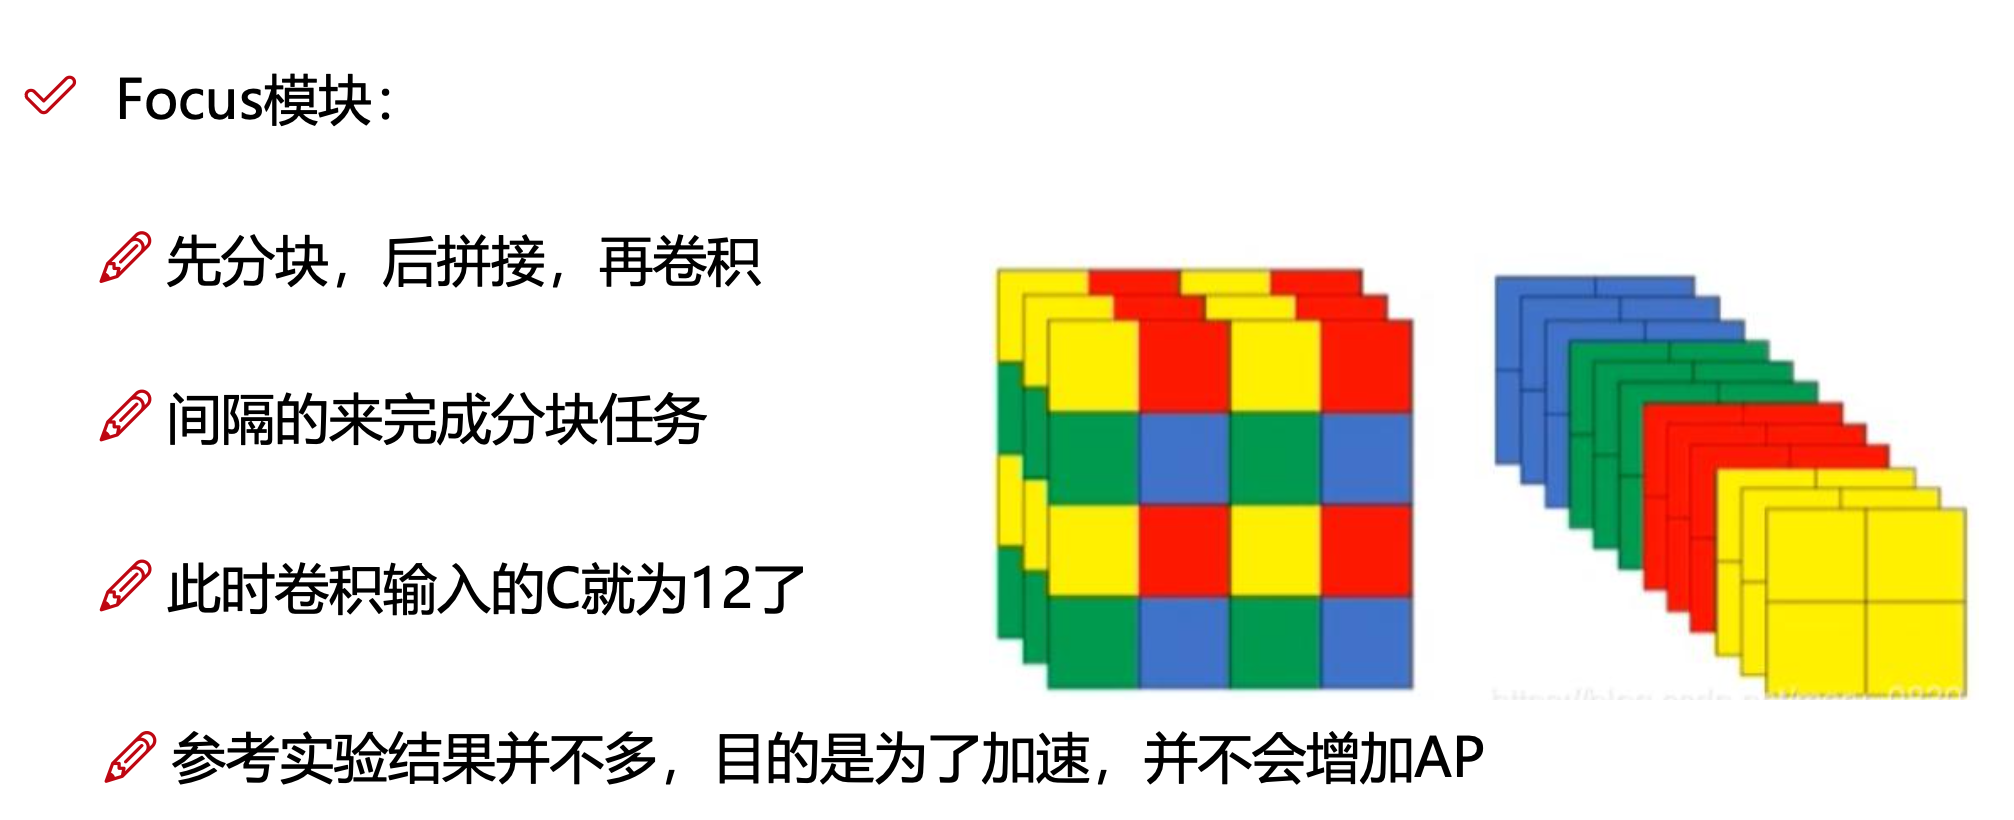 Focus模块：
先分块，后拼接，再卷积
间隔的来完成分块任务
此时卷积输入的C就为12了
参考实验结果并不多，目的是为了加速，并不会增加AP